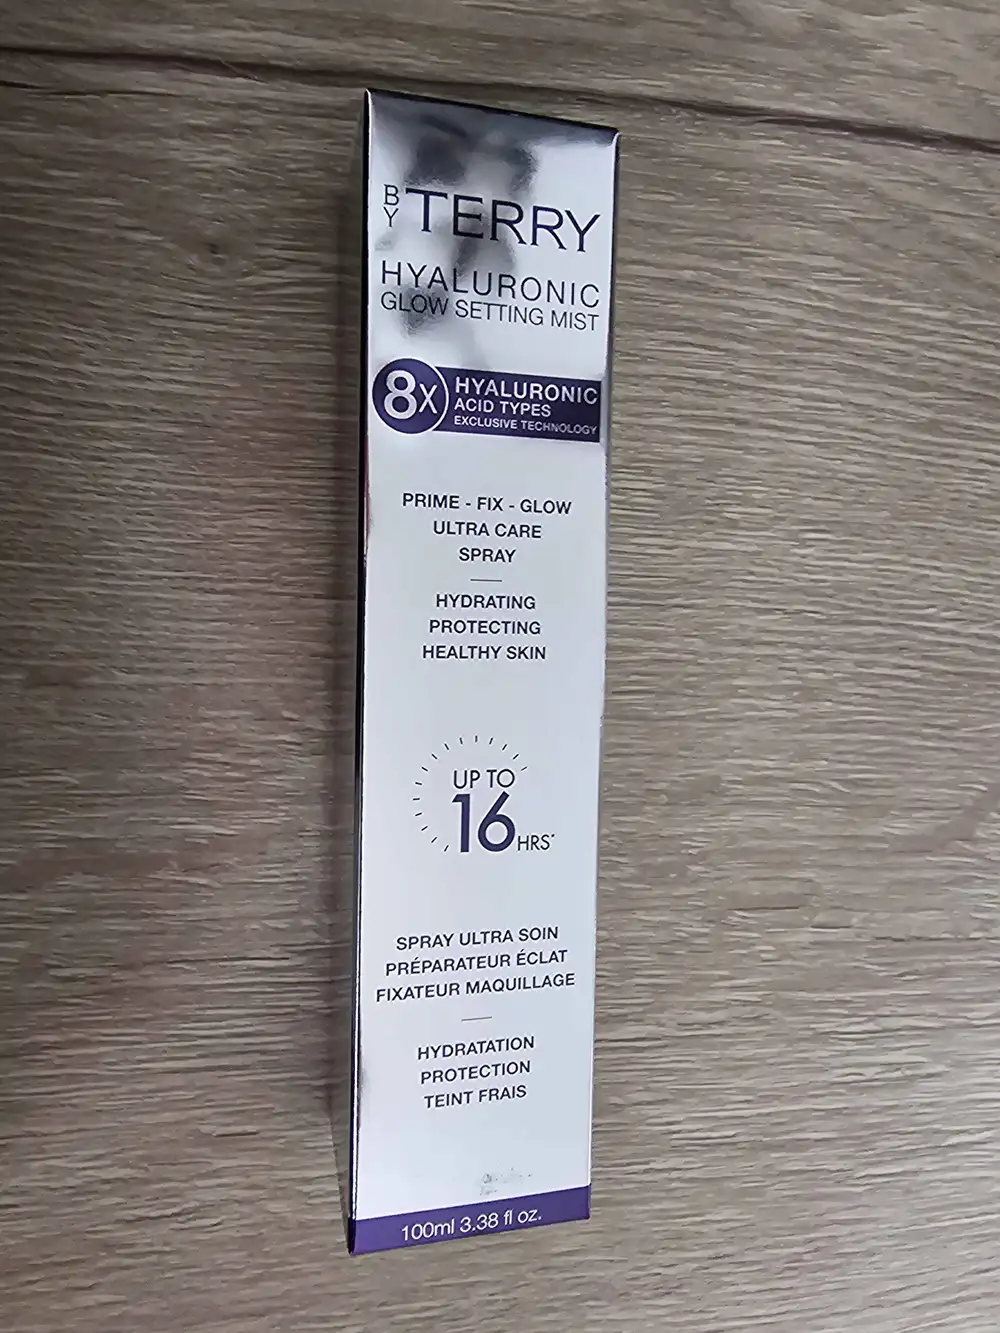 BY TERRY
HYALURONIC
GLOW SETTING MIST
8X
HYALURONIC
ACID TYPES
EXCLUSIVE TECHNOLOGY
PRIME - FIX - GLOW
ULTRA CARE
SPRAY
HYDRATING
PROTECTING
HEALTHY SKIN
UP TO
16HRS*
SPRAY ULTRA SOIN
PRÉPARATEUR ÉCLAT
FIXATEUR MAQUILLAGE
HYDRATATION
PROTECTION
TEINT FRAIS
100ml 3.38 fl oz.